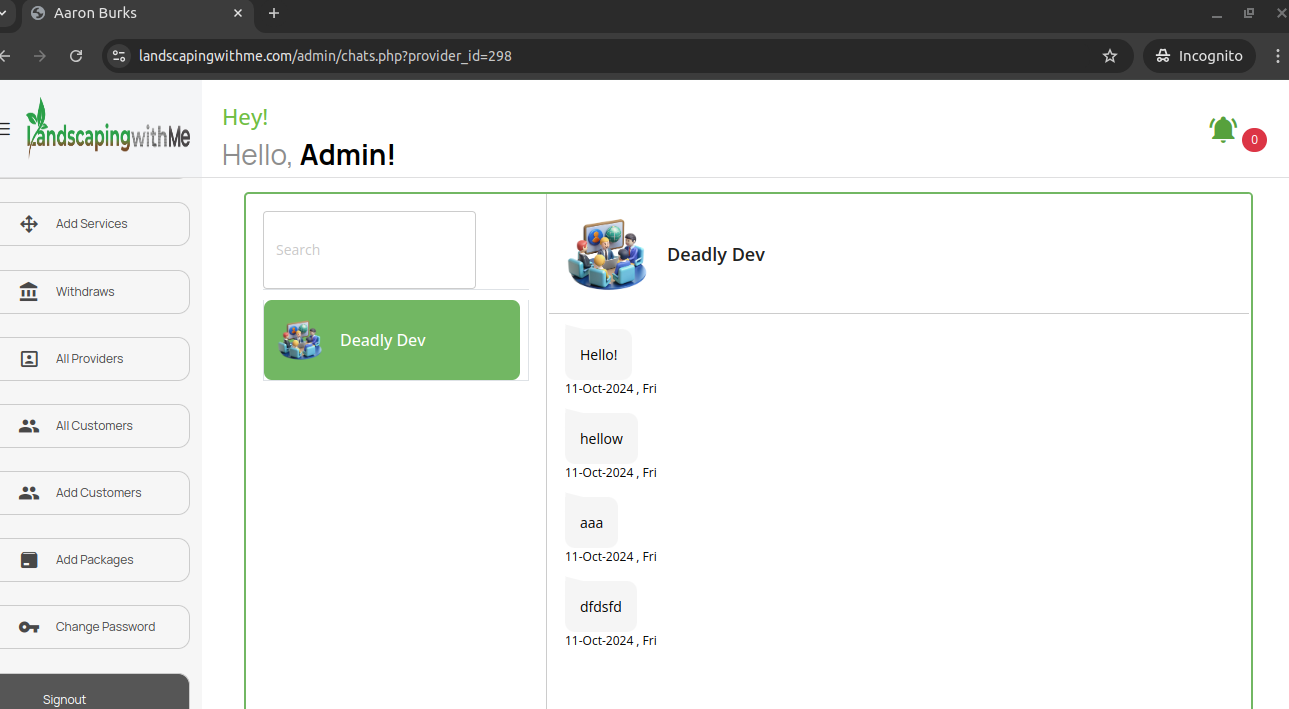 Aaron Burks
landscapingwithme.com/admin/chats.php?provider_id=298
Incognito
LandscapingwithMe
Hey!
Hello, Admin!
0
Add Services
Withdraws
All Providers
All Customers
Add Customers
Add Packages
Change Password
Signout
Search
Deadly Dev
Deadly Dev
Hello!
11-Oct-2024 , Fri
hellow
11-Oct-2024 , Fri
aaa
11-Oct-2024 , Fri
dfdsfd
11-Oct-2024 , Fri